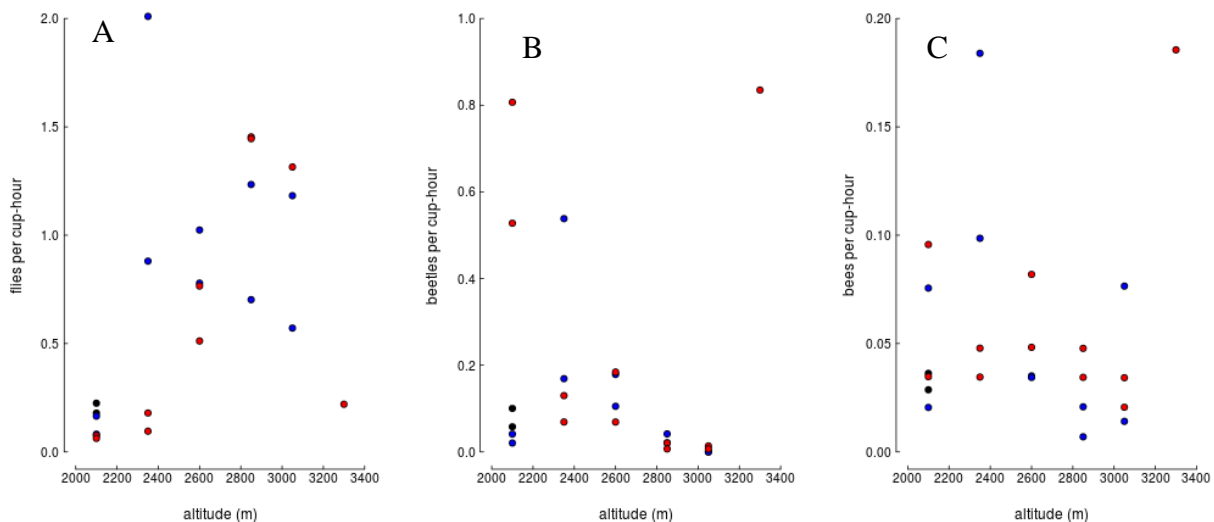 A
flies per cup-hour
2.0
1.5
1.0
0.5
0.0
2000 2200 2400 2600 2800 3000 3200 3400
altitude (m)
B
beetles per cup-hour
1.0
0.8
0.6
0.4
0.2
0.0
2000 2200 2400 2600 2800 3000 3200 3400
altitude (m)
C
bees per cup-hour
0.20
0.15
0.10
0.05
0.00
2000 2200 2400 2600 2800 3000 3200 3400
altitude (m)